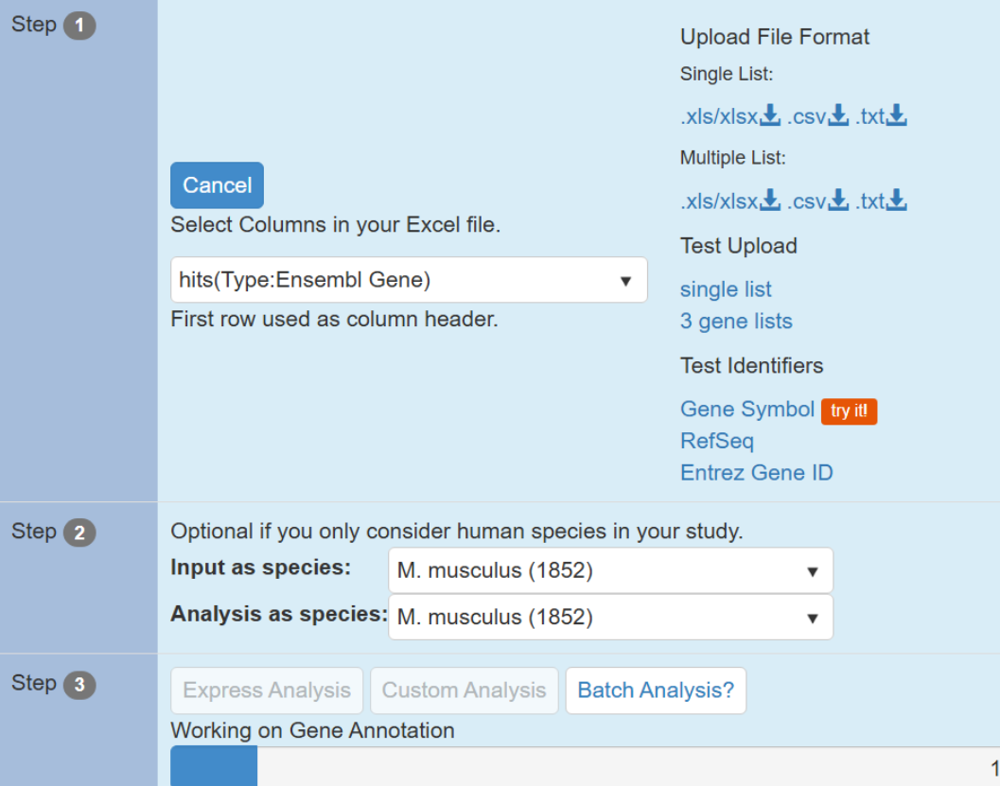 Step 1
Cancel
Select Columns in your Excel file.
hits(Type:Ensembl Gene)
First row used as column header.
Upload File Format
Single List:
.xls/xlsx .csv .txt
Multiple List:
.xls/xlsx .csv .txt
Test Upload
single list
3 gene lists
Test Identifiers
Gene Symbol try it!
RefSeq
Entrez Gene ID
Step 2
Optional if you only consider human species in your study.
Input as species: M. musculus (1852)
Analysis as species: M. musculus (1852)
Step 3
Express Analysis Custom Analysis Batch Analysis?
Working on Gene Annotation
1